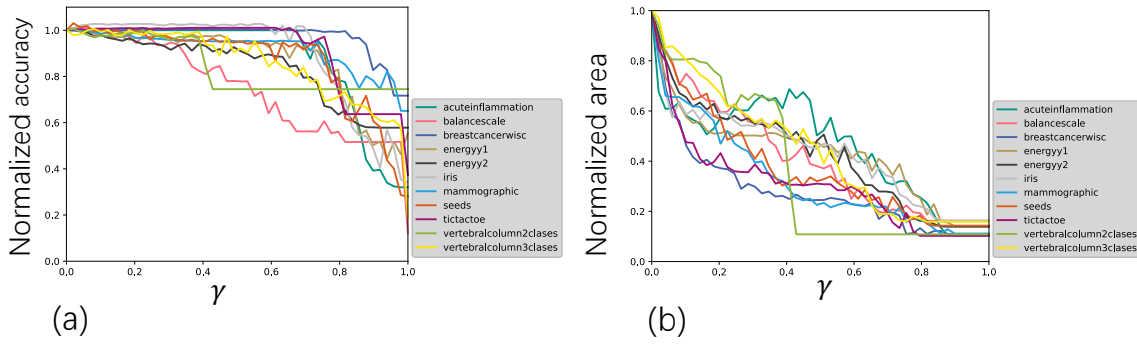 Normalized accuracy
1.0
0.8
0.6
0.4
0.2
0.0
0.0 0.2 0.4 0.6 0.8 1.0
γ
acuteinflammation
balancescale
breastcancerwisc
energyy1
energyy2
iris
mammographic
seeds
tictactoe
vertebralcolumn2clases
vertebralcolumn3clases
(a)
Normalized area
1.0
0.8
0.6
0.4
0.2
0.0
0.0 0.2 0.4 0.6 0.8 1.0
γ
acuteinflammation
balancescale
breastcancerwisc
energyy1
energyy2
iris
mammographic
seeds
tictactoe
vertebralcolumn2clases
vertebralcolumn3clases
(b)